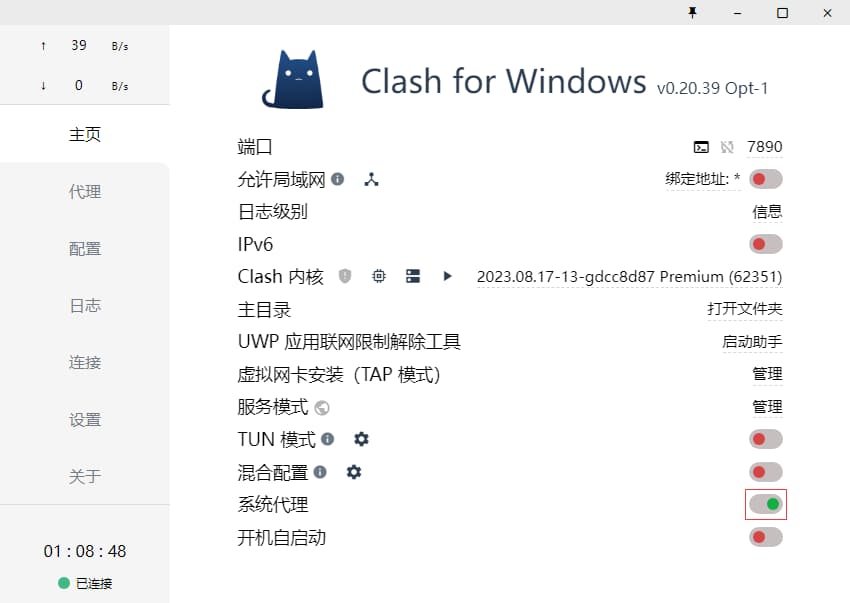 ↑ 39 B/s
↓ 0 B/s
主页
代理
配置
日志
连接
设置
关于
01 : 08 : 48
已连接
Clash for Windows v0.20.39 Opt-1
端口 7890
允许局域网 绑定地址: *
日志级别 信息
IPv6
Clash 内核 2023.08.17-13-gdcc8d87 Premium (62351)
主目录 打开文件夹
UWP 应用联网限制解除工具 启动助手
虚拟网卡安装（TAP 模式） 管理
服务模式 管理
TUN 模式
混合配置
系统代理
开机自启动